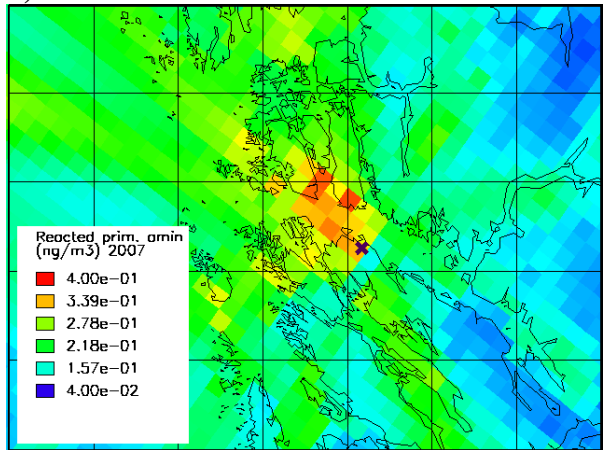 Reacted prim. amin
(ng/m3) 2007
4.00e-01
3.39e-01
2.78e-01
2.18e-01
1.57e-01
4.00e-02